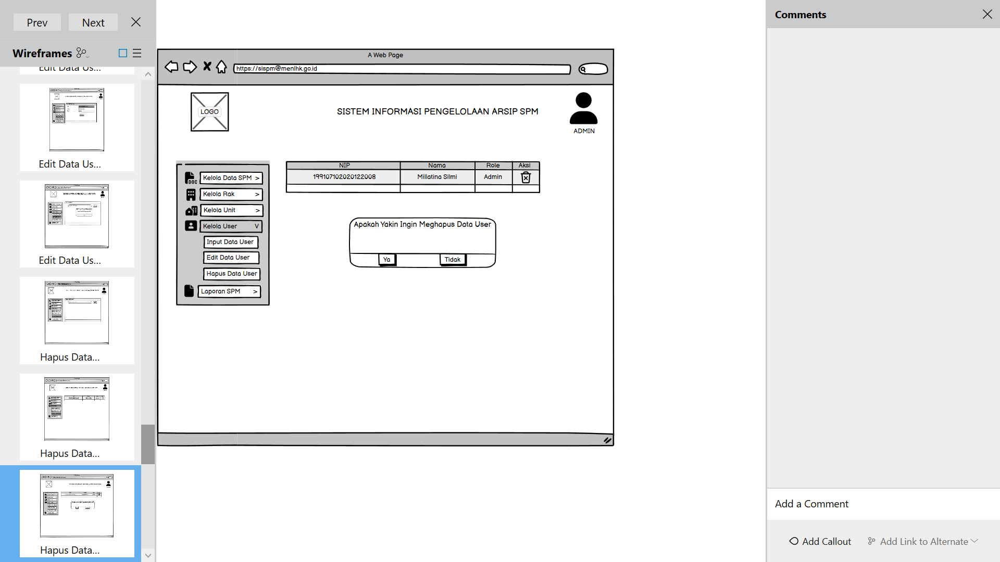 Prev
Next
Wireframes
Edit Data Us...
Edit Data Us...
Edit Data Us...
Hapus Data...
Hapus Data...
Hapus Data...
A Web Page
https://sispm@menlhk.go.id
LOGO
SISTEM INFORMASI PENGELOLAAN ARSIP SPM
ADMIN
DOC
Kelola Data SPM >
Kelola Rak >
Kelola Unit >
Kelola User V
Input Data User
Edit Data User
Hapus Data User
Laporan SPM >
NIP Nama Role Aksi
199107102020122008 Millatina Silmi Admin
Apakah Yakin Ingin Meghapus Data User
Ya Tidak
Comments
Add a Comment
Add Callout
Add Link to Alternate